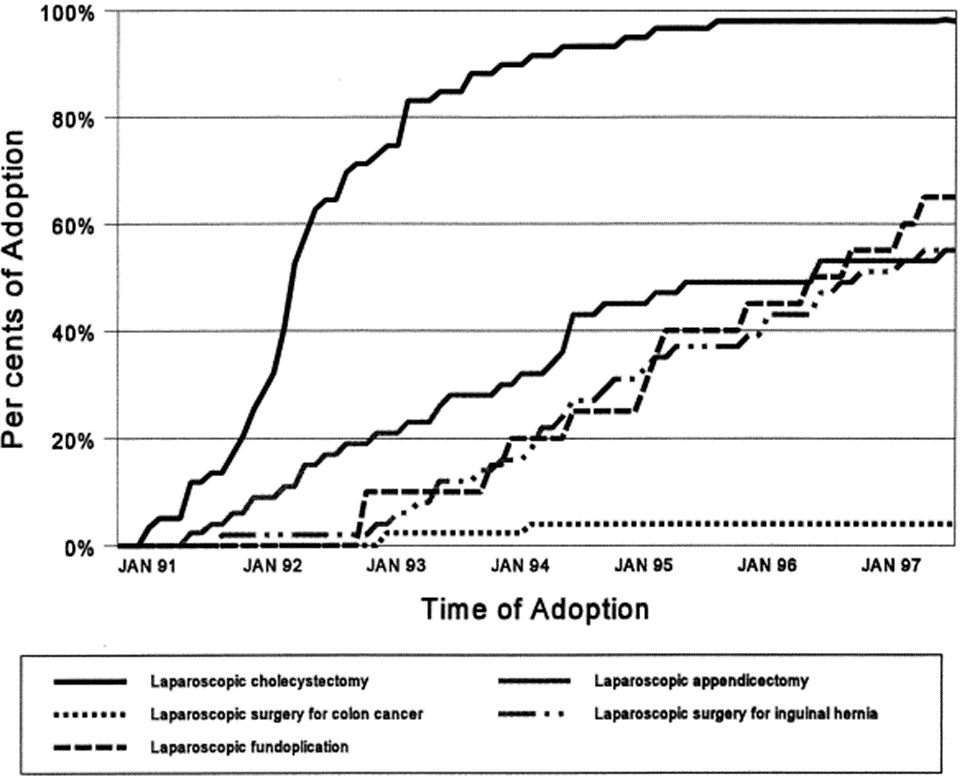 100%
80%
60%
40%
20%
0%
Per cents of Adoption
JAN 91 JAN 92 JAN 93 JAN 94 JAN 95 JAN 96 JAN 97
Time of Adoption
Laparoscopic cholecystectomy Laparoscopic appendicectomy
Laparoscopic surgery for colon cancer Laparoscopic surgery for inguinal hernia
Laparoscopic fundoplication